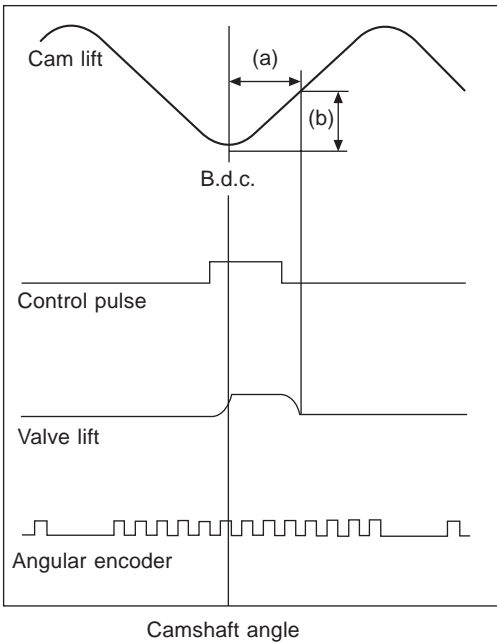 Cam lift
(a)
(b)
B.d.c.
Control pulse
Valve lift
Angular encoder
Camshaft angle